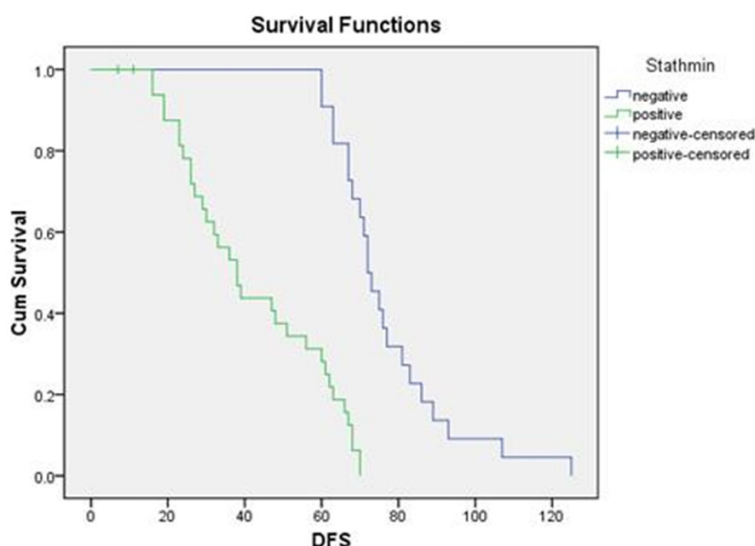 Survival Functions
Stathmin
negative
positive
negative-censored
positive-censored
1.0
0.8
0.6
0.4
0.2
0.0
Cum Survival
0 20 40 60 80 100 120
DFS